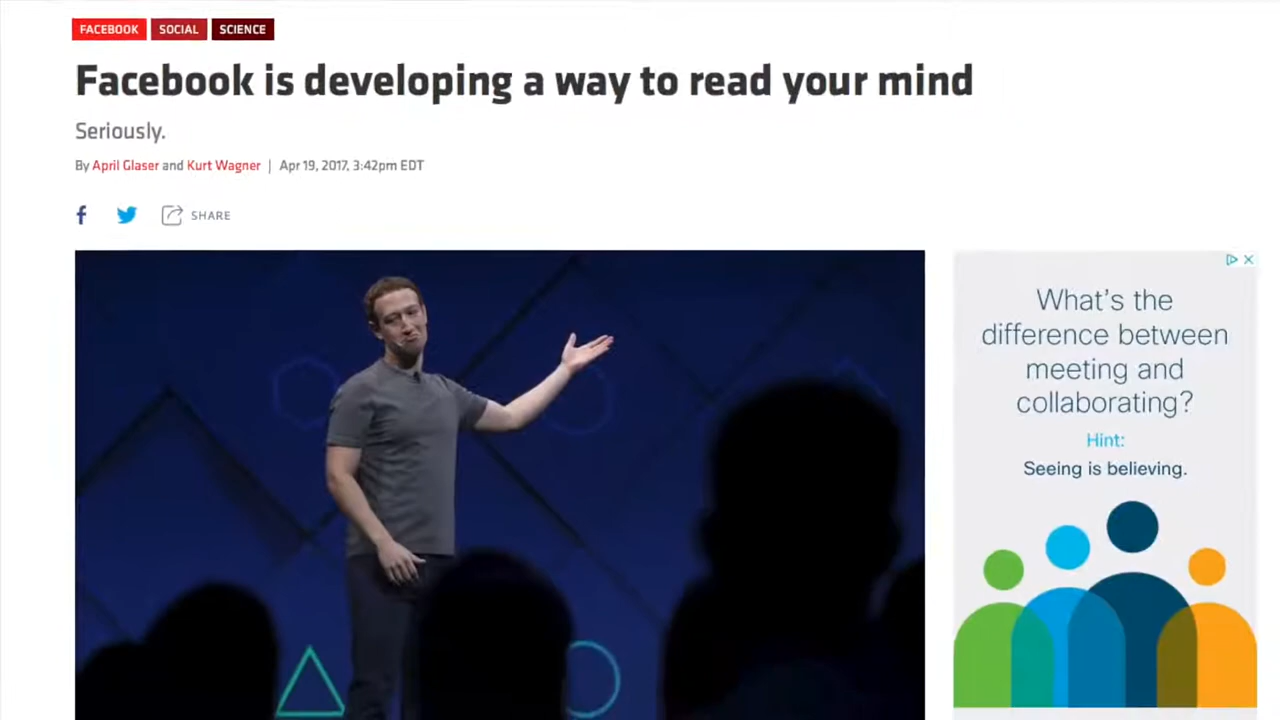 FACEBOOK SOCIAL SCIENCE
Facebook is developing a way to read your mind
Seriously.
By April Glaser and Kurt Wagner | Apr 19, 2017, 3:42pm EDT
f SHARE
What's the
difference between
meeting and
collaborating?
Hint:
Seeing is believing.